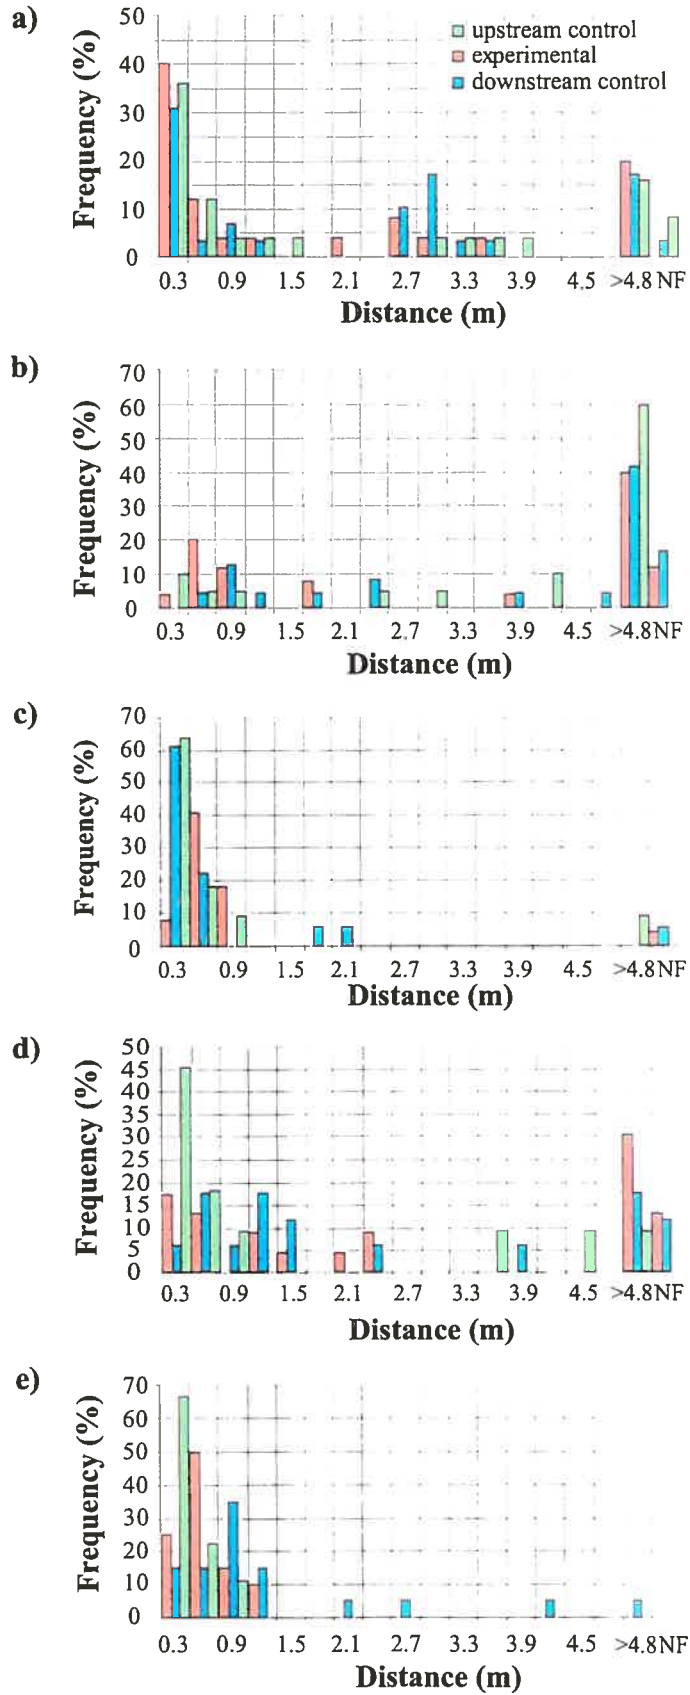 a)
Frequency (%)
50
40
30
20
10
0
upstream control
experimental
downstream control
0.3 0.9 1.5 2.1 2.7 3.3 3.9 4.5 >4.8 NF
Distance (m)
b)
Frequency (%)
70
60
50
40
30
20
10
0
0.3 0.9 1.5 2.1 2.7 3.3 3.9 4.5 >4.8 NF
Distance (m)
c)
Frequency (%)
70
60
50
40
30
20
10
0
0.3 0.9 1.5 2.1 2.7 3.3 3.9 4.5 >4.8 NF
Distance (m)
d)
Frequency (%)
50
45
40
35
30
25
20
15
10
5
0
0.3 0.9 1.5 2.1 2.7 3.3 3.9 4.5 >4.8 NF
Distance (m)
e)
Frequency (%)
70
60
50
40
30
20
10
0
0.3 0.9 1.5 2.1 2.7 3.3 3.9 4.5 >4.8 NF
Distance (m)